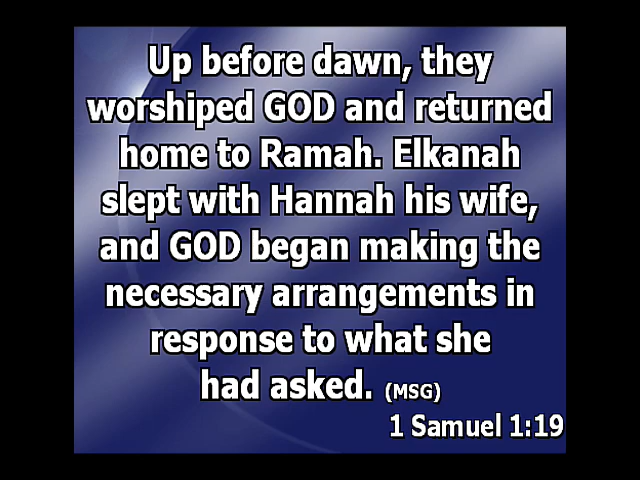 Up before dawn, they
worshiped GOD and returned
home to Ramah. Elkanah
slept with Hannah his wife,
and GOD began making the
necessary arrangements in
response to what she
had asked. (MSG)
1 Samuel 1:19